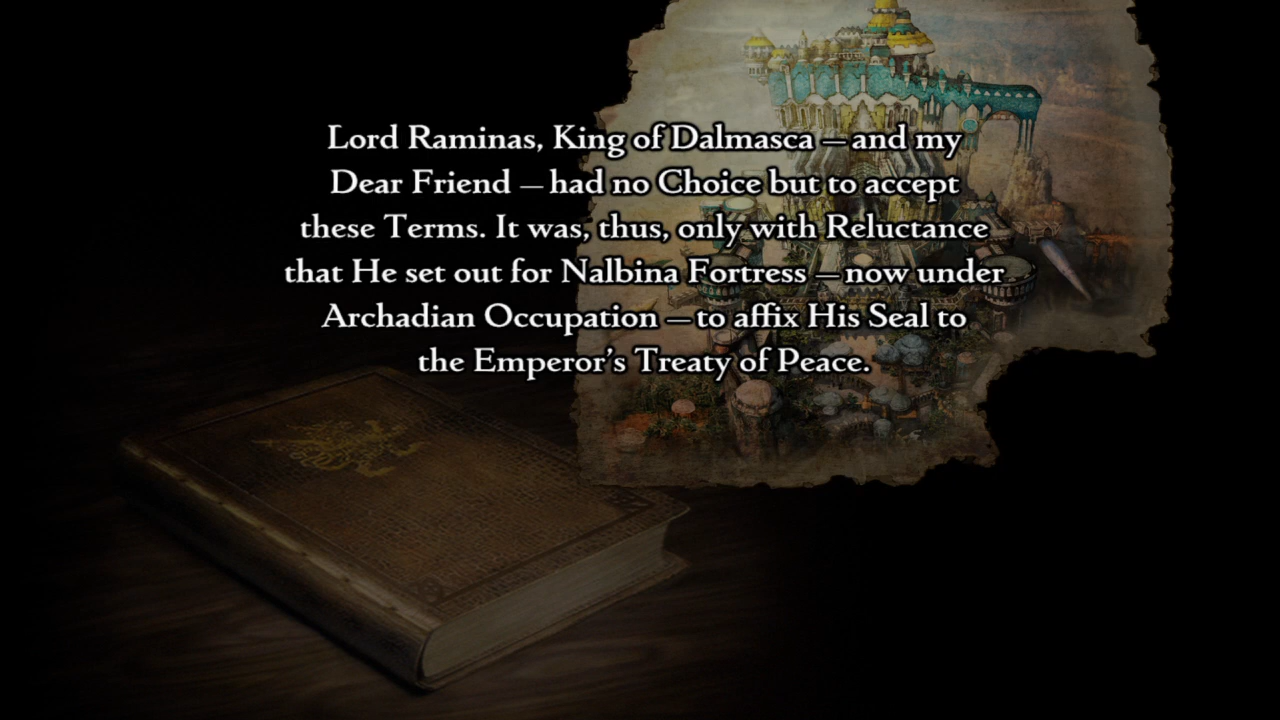 Lord Raminas, King of Dalmasca — and my
Dear Friend — had no Choice but to accept
these Terms. It was, thus, only with Reluctance
that He set out for Nalbina Fortress — now under
Archadian Occupation — to affix His Seal to
the Emperor's Treaty of Peace.